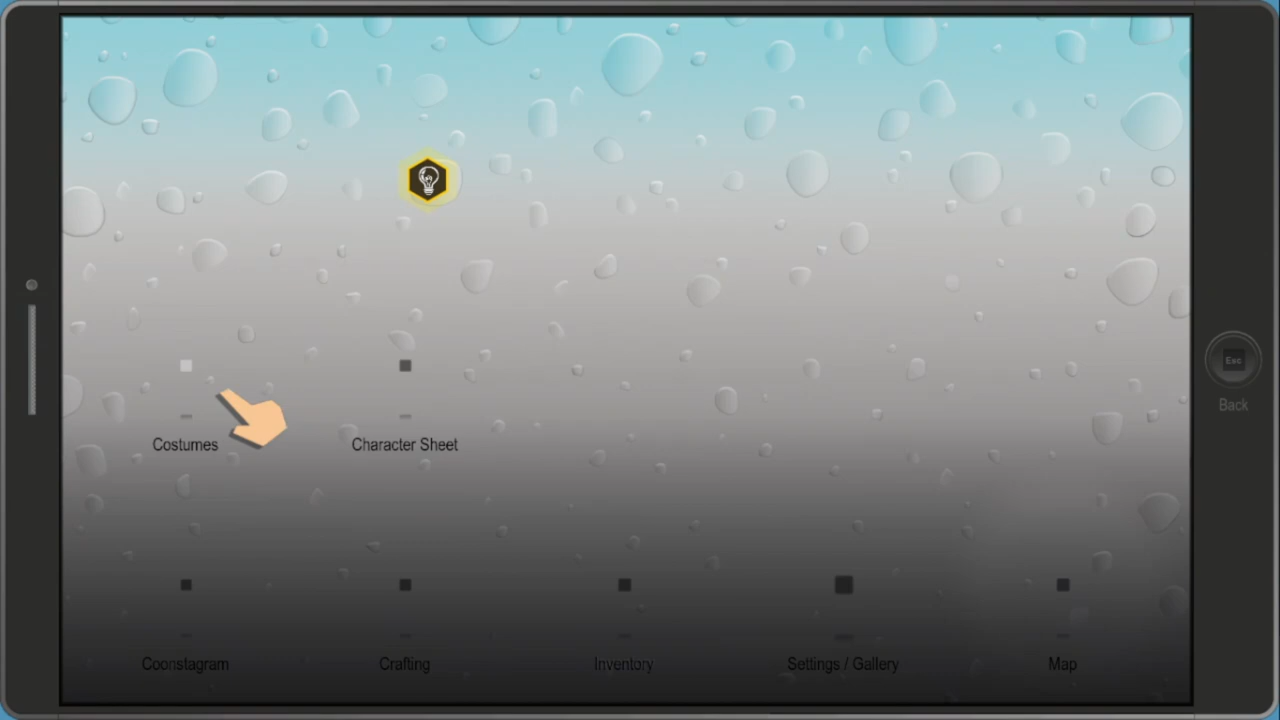 Esc
Back
Costumes
Character Sheet
Coonstagram
Crafting
Inventory
Settings / Gallery
Map